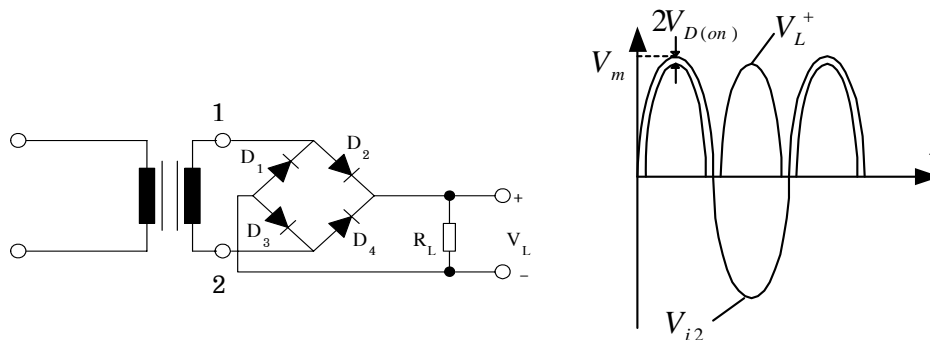 1
D1
D2
D3
D4
2
RL
VL
+
−
2VD(on)
VL+
Vm
Vi2